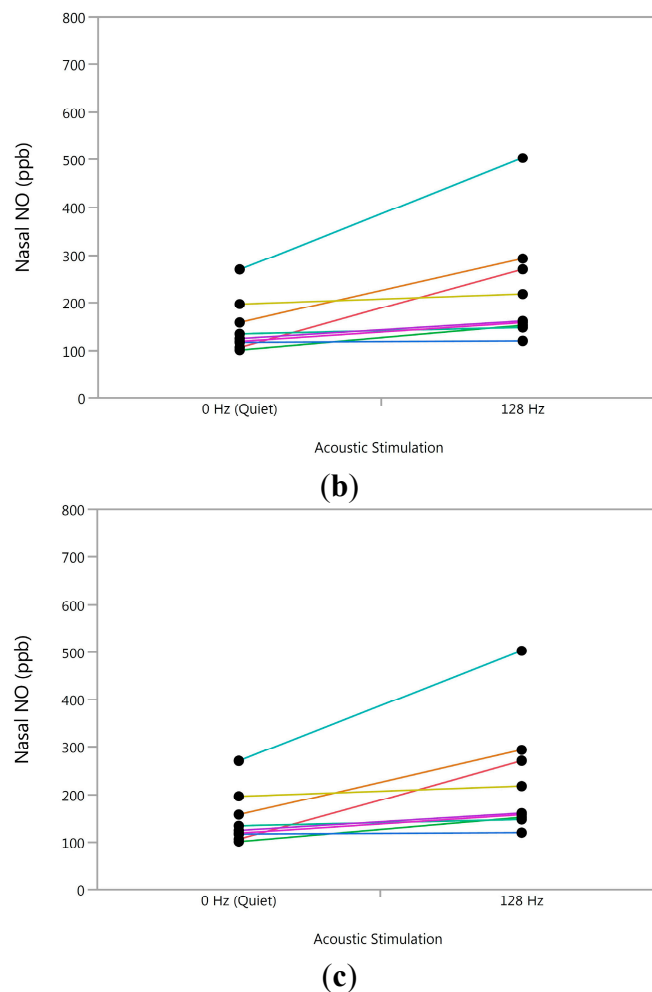 800
700
600
500
400
300
200
100
0
Nasal NO (ppb)
0 Hz (Quiet) 128 Hz
Acoustic Stimulation
(b)
800
700
600
500
400
300
200
100
0
Nasal NO (ppb)
0 Hz (Quiet) 128 Hz
Acoustic Stimulation
(c)